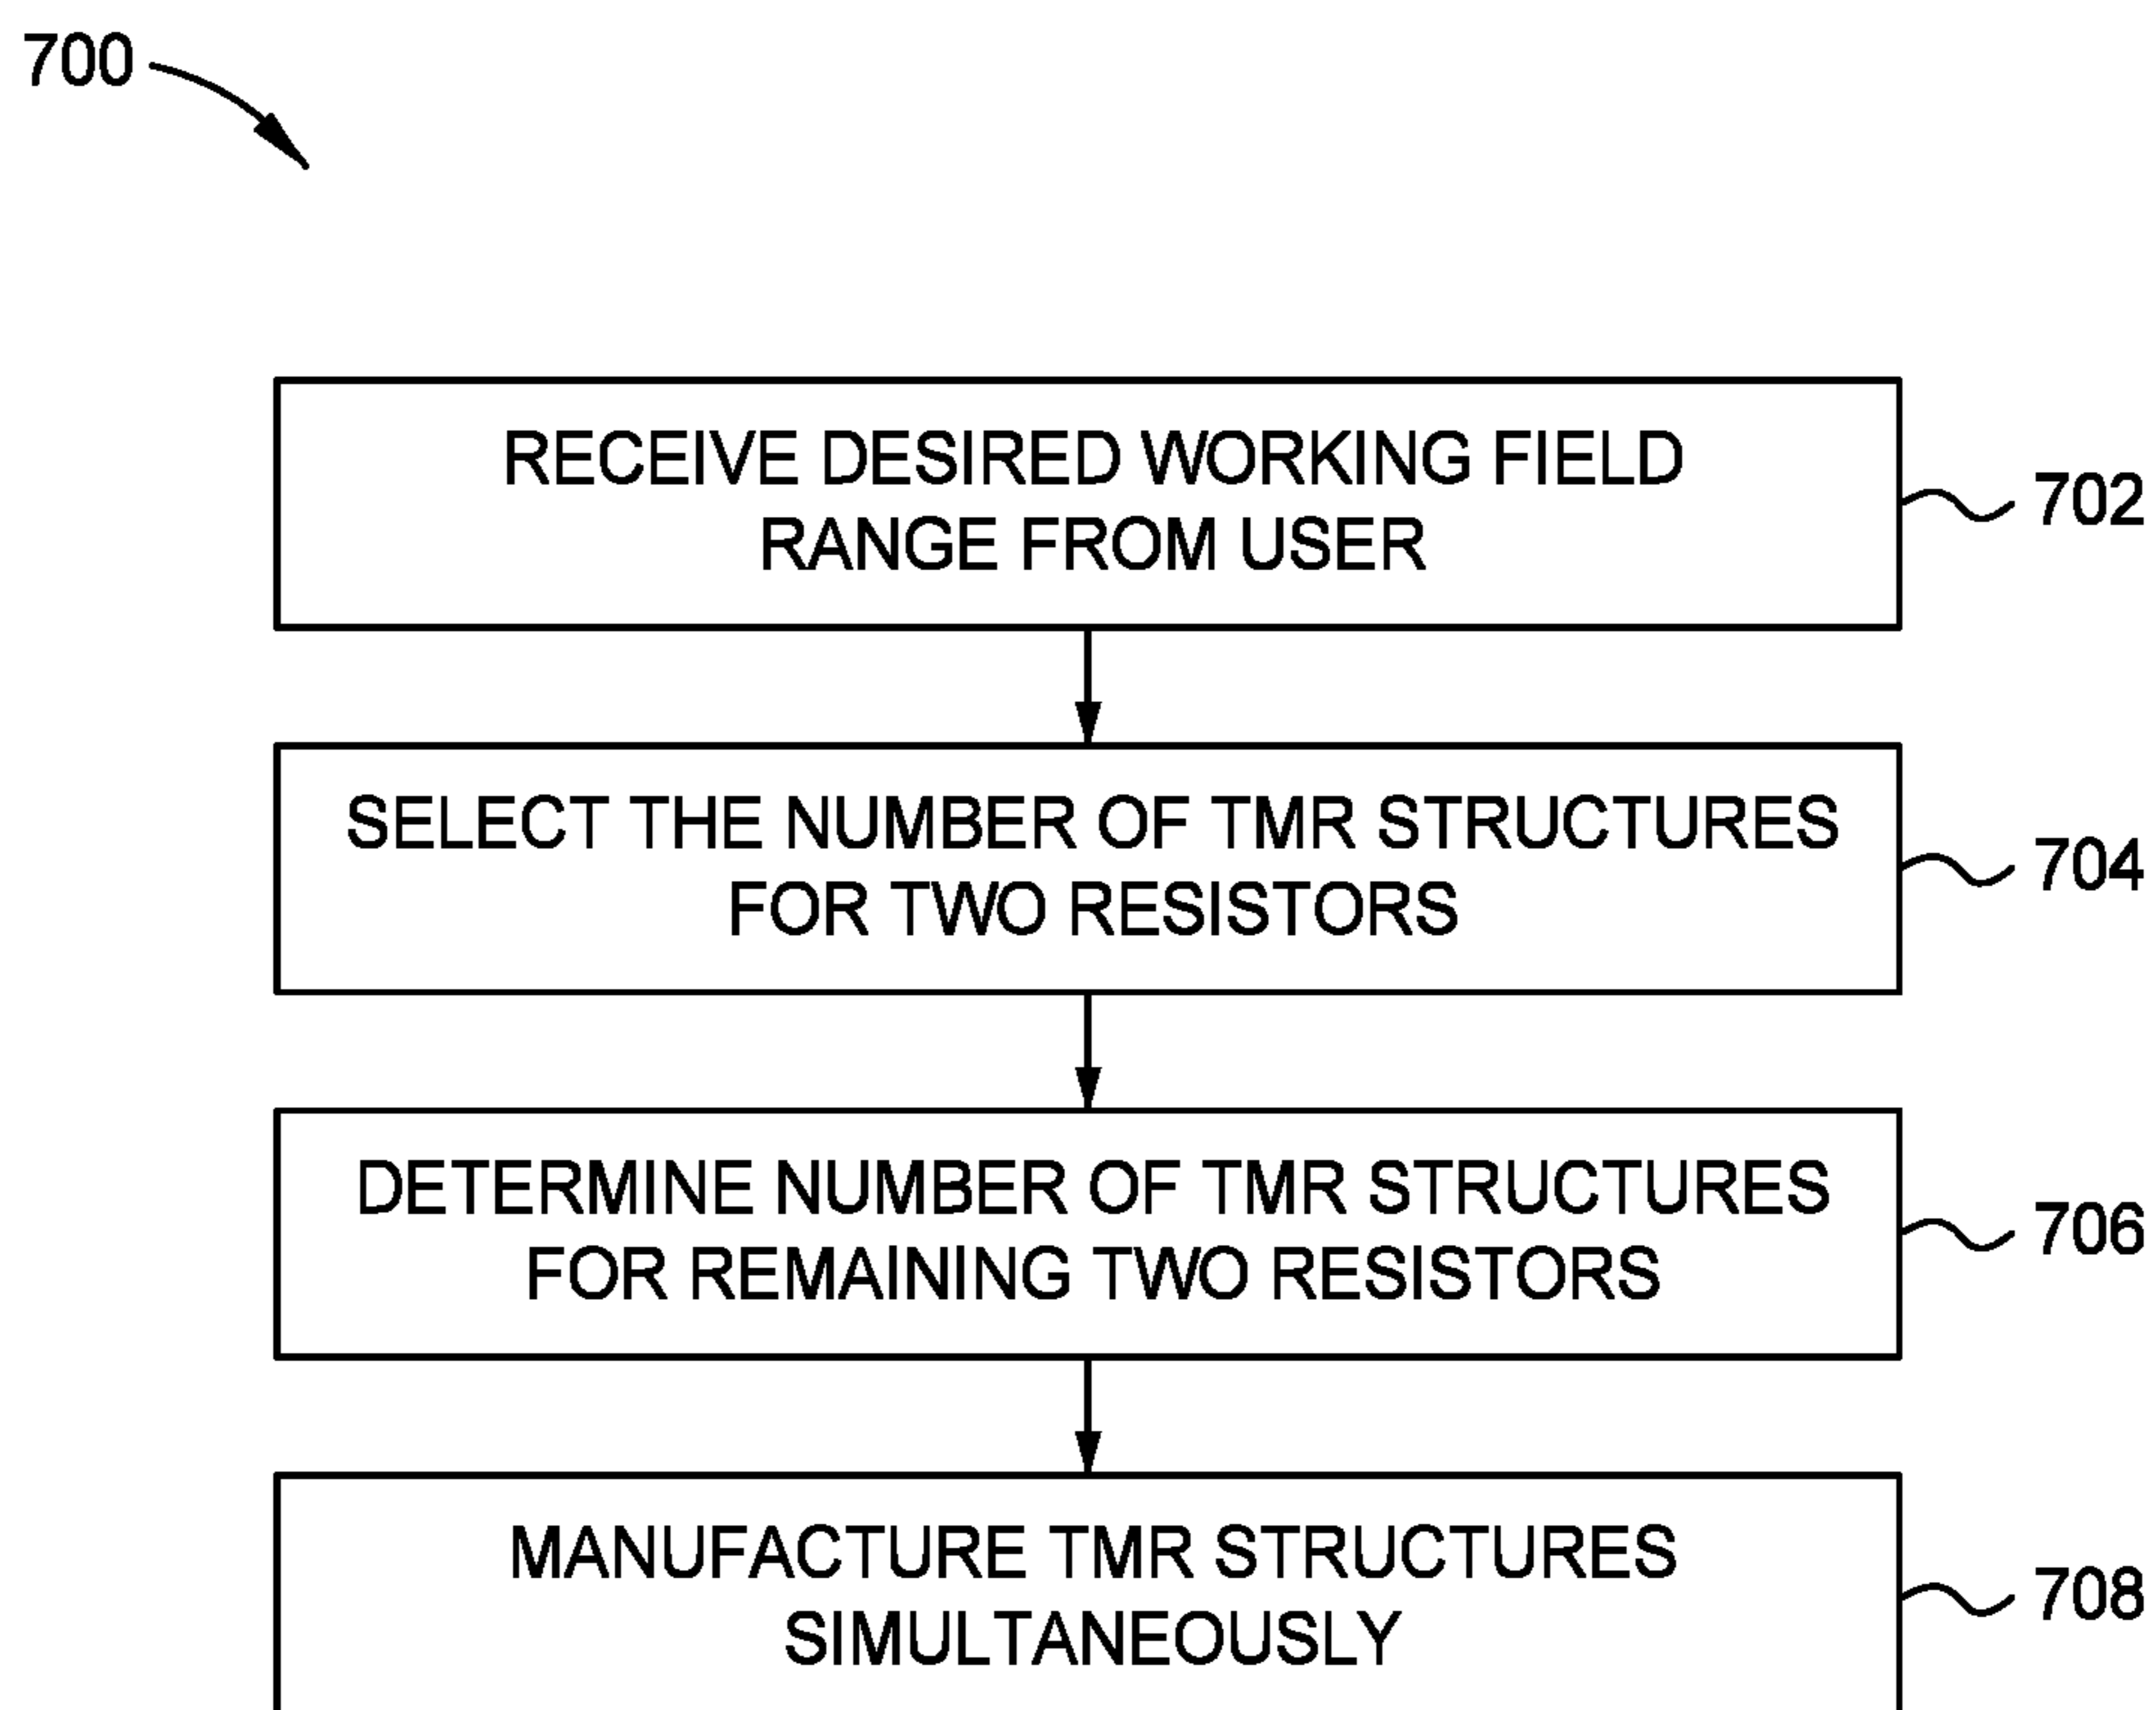 700
RECEIVE DESIRED WORKING FIELD
RANGE FROM USER
702
SELECT THE NUMBER OF TMR STRUCTURES
FOR TWO RESISTORS
704
DETERMINE NUMBER OF TMR STRUCTURES
FOR REMAINING TWO RESISTORS
706
MANUFACTURE TMR STRUCTURES
SIMULTANEOUSLY
708